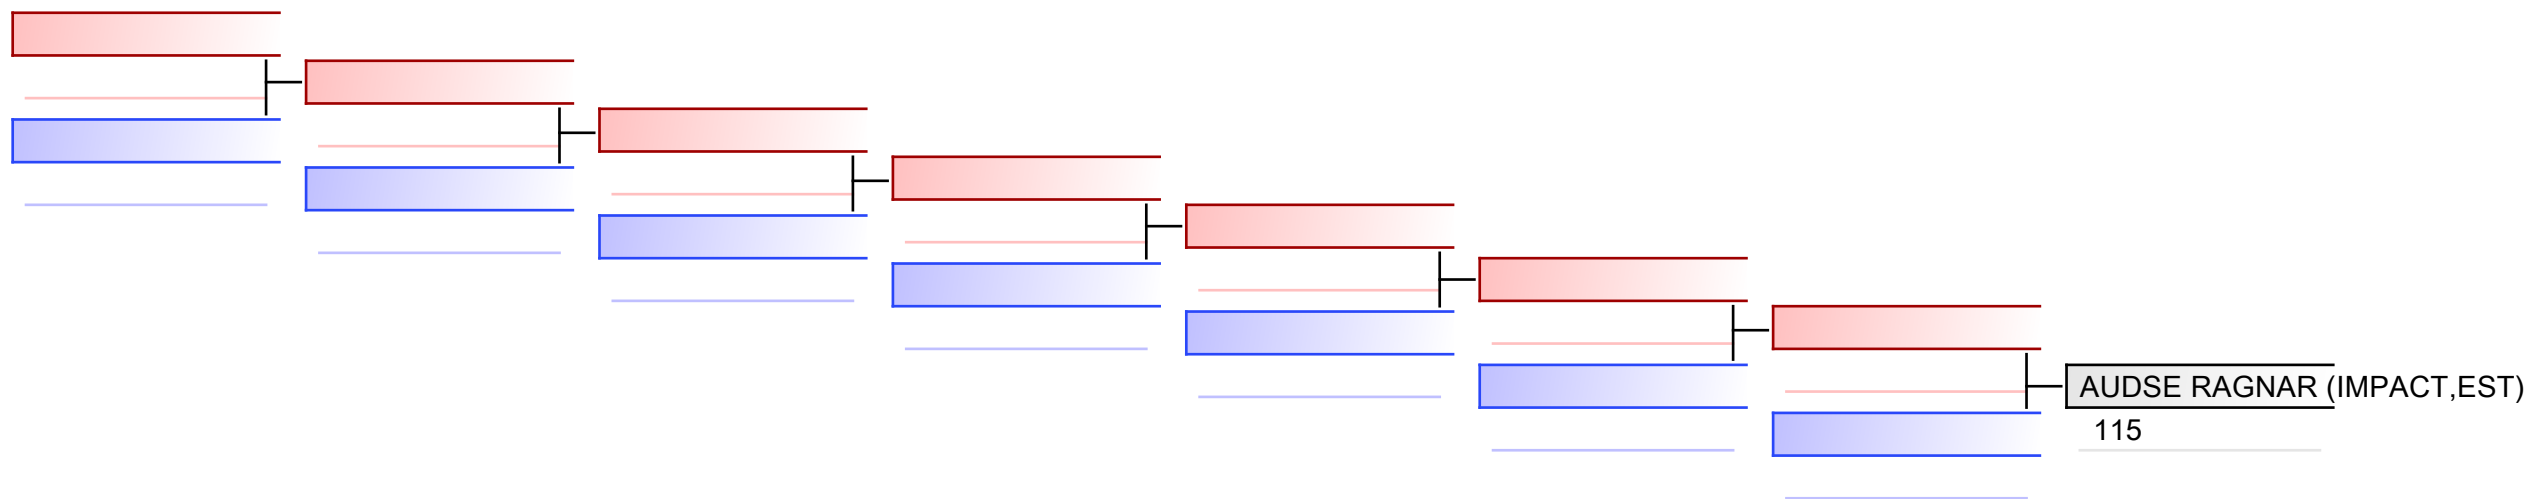 AUDSE RAGNAR (IMPACT,EST)
115